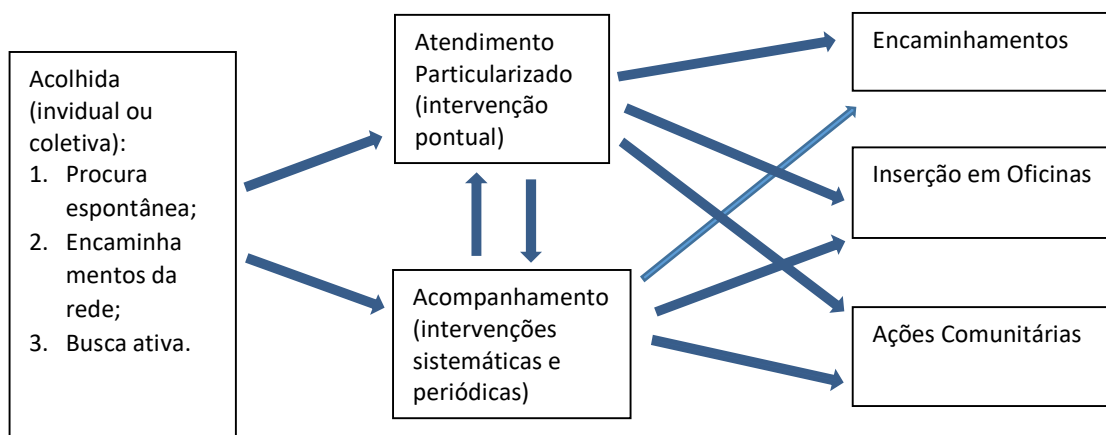 Acolhida
(invidual ou
coletiva):
1. Procura
espontânea;
2. Encaminha
mentos da
rede;
3. Busca ativa.
Atendimento
Particularizado
(intervenção
pontual)
Acompanhamento
(intervenções
sistemáticas e
periódicas)
Encaminhamentos
Inserção em Oficinas
Ações Comunitárias